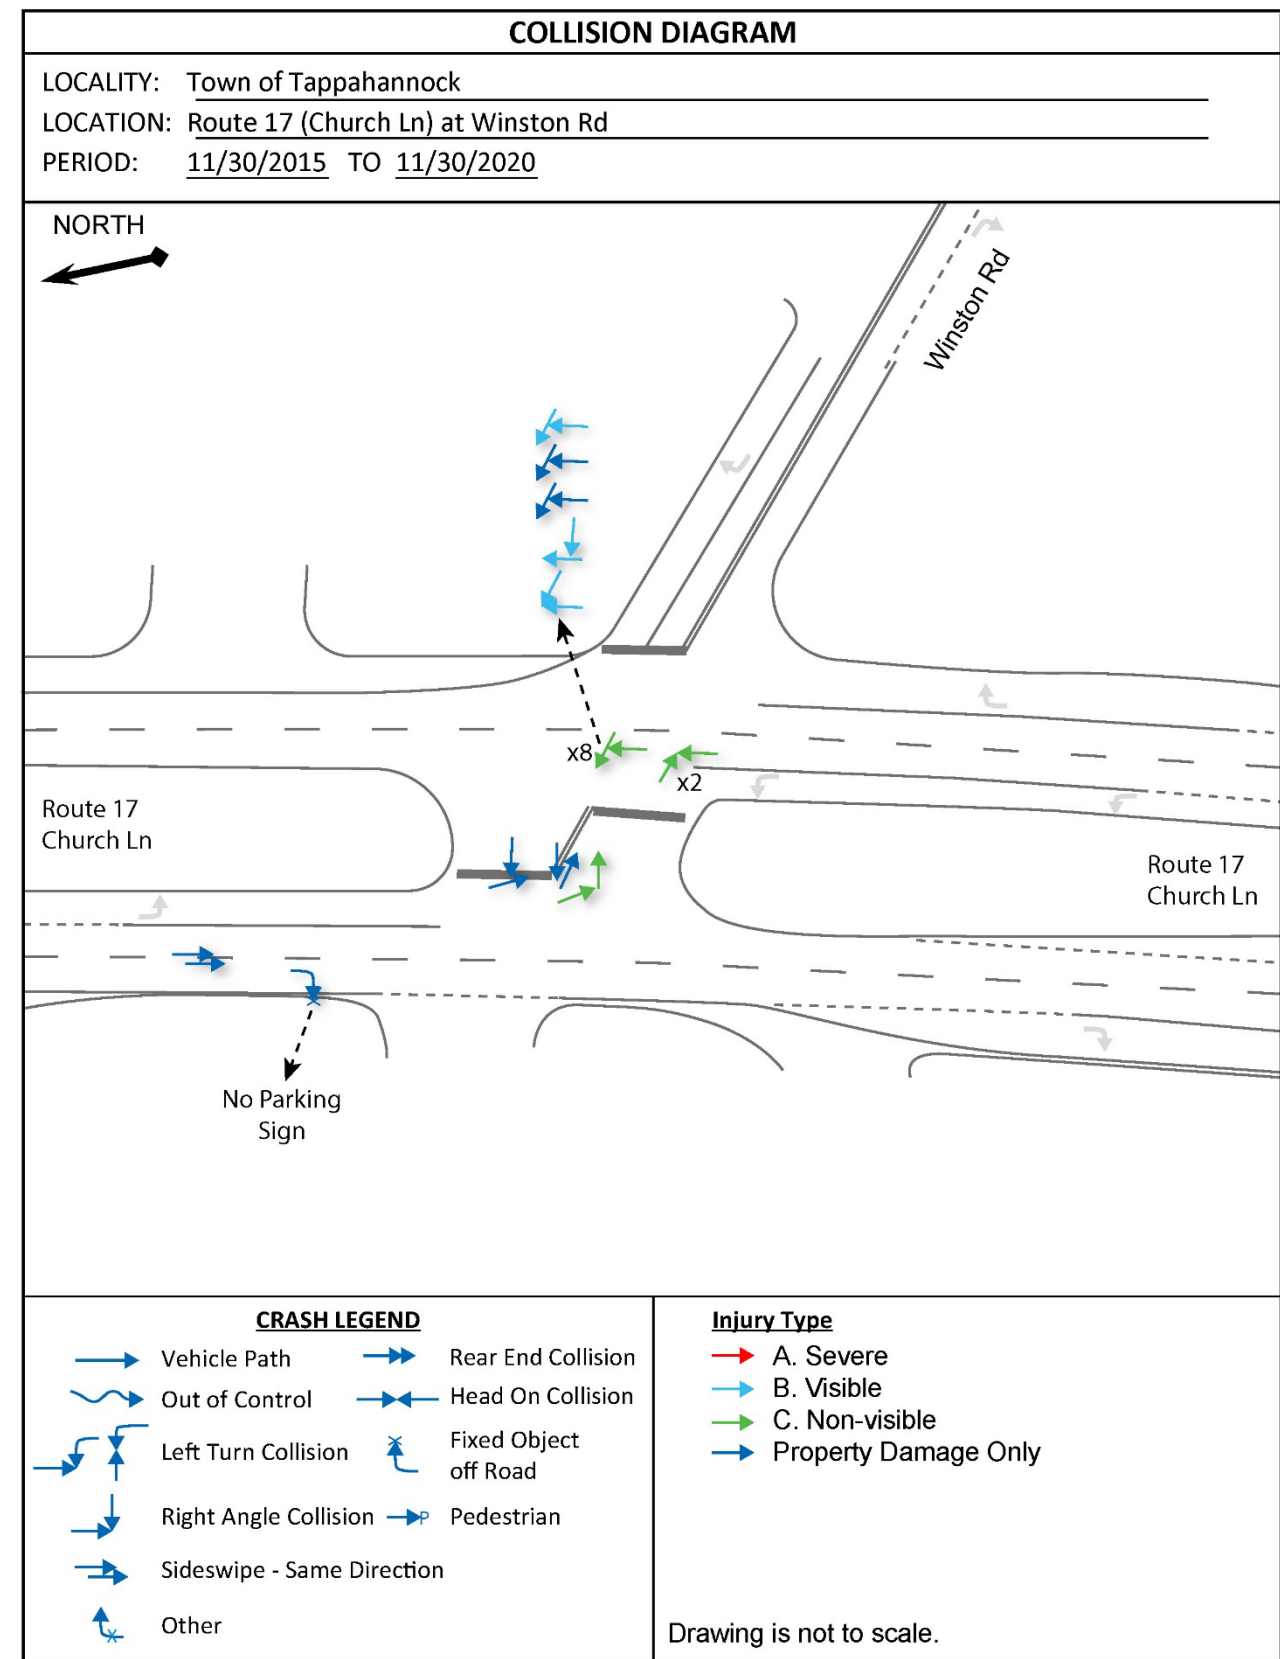 COLLISION DIAGRAM
LOCALITY: Town of Tappahannock
LOCATION: Route 17 (Church Ln) at Winston Rd
PERIOD: 11/30/2015 TO 11/30/2020
NORTH
Winston Rd
x8
x2
Route 17
Church Ln
Route 17
Church Ln
No Parking
Sign
CRASH LEGEND
Vehicle Path
Rear End Collision
Out of Control
Head On Collision
Left Turn Collision
Fixed Object
off Road
Right Angle Collision
P
Pedestrian
Sideswipe - Same Direction
Other
Injury Type
A. Severe
B. Visible
C. Non-visible
Property Damage Only
Drawing is not to scale.